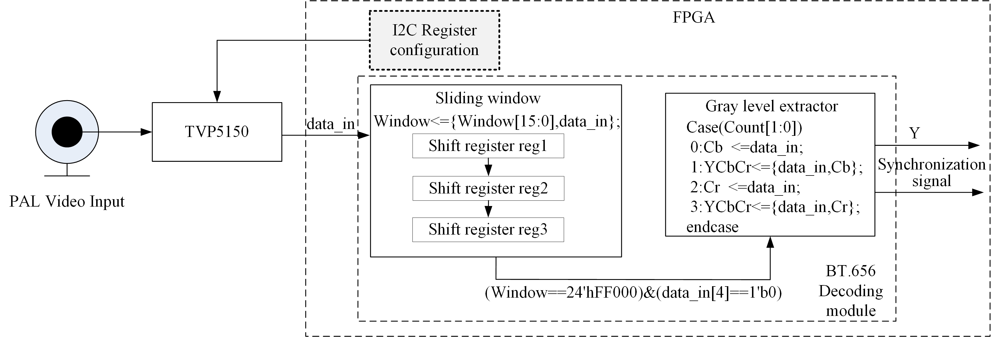 FPGA
I2C Register
configuration
PAL Video Input
TVP5150
data_in
Sliding window
Window<={Window[15:0],data_in};
Shift register reg1
Shift register reg2
Shift register reg3
(Window==24'hFF000)&(data_in[4]==1'b0)
Gray level extractor
Case(Count[1:0])
0:Cb <=data_in;
1:YCbCr<={data_in,Cb};
2:Cr <=data_in;
3:YCbCr<={data_in,Cr};
endcase
Y
Synchronization
signal
BT.656
Decoding
module